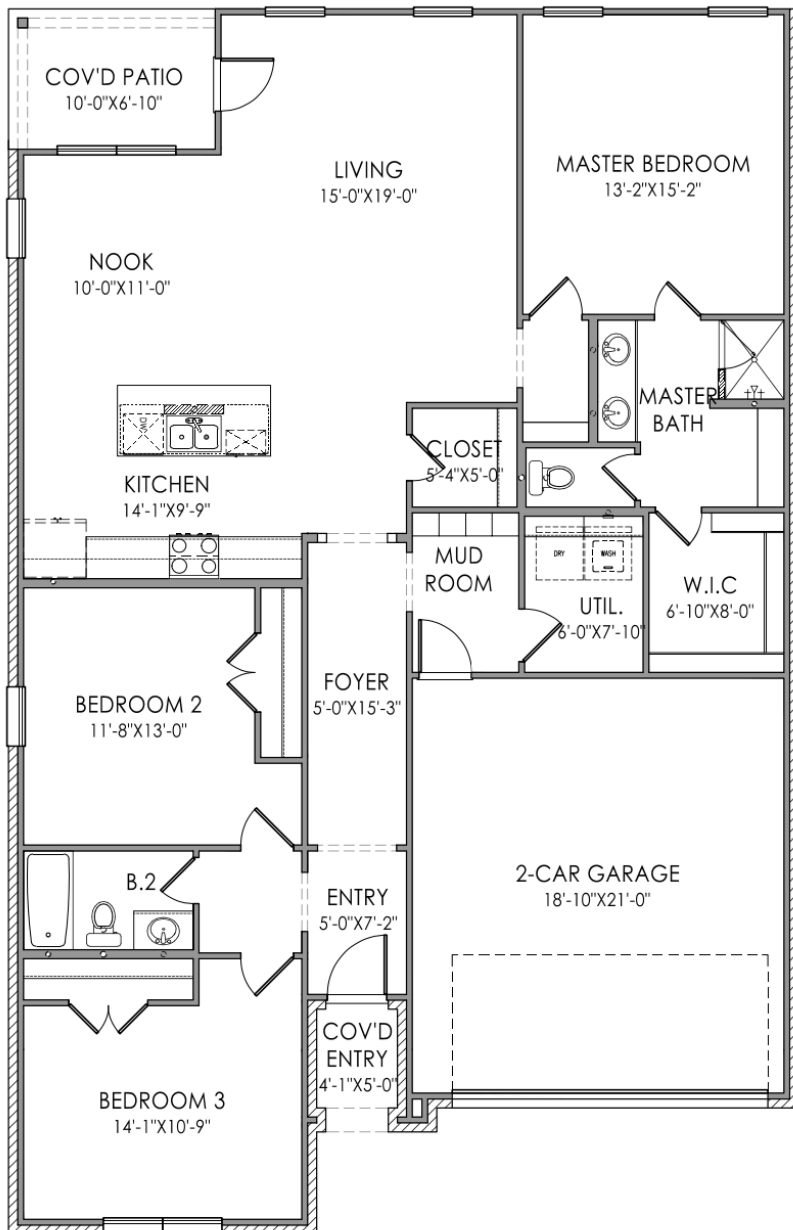 COV'D PATIO
10'-0"X6'-10"
LIVING
15'-0"X19'-0"
MASTER BEDROOM
13'-2"X15'-2"
NOOK
10'-0"X11'-0"
MASTER
BATH
DW
CLOSET
5'-4"X5'-0"
KITCHEN
14'-1"X9'-9"
MUD
ROOM
DRY
WASH
UTIL.
6'-0"X7'-10"
W.I.C
6'-10"X8'-0"
BEDROOM 2
11'-8"X13'-0"
FOYER
5'-0"X15'-3"
B.2
ENTRY
5'-0"X7'-2"
2-CAR GARAGE
18'-10"X21'-0"
COV'D
ENTRY
4'-1"X5'-0"
BEDROOM 3
14'-1"X10'-9"